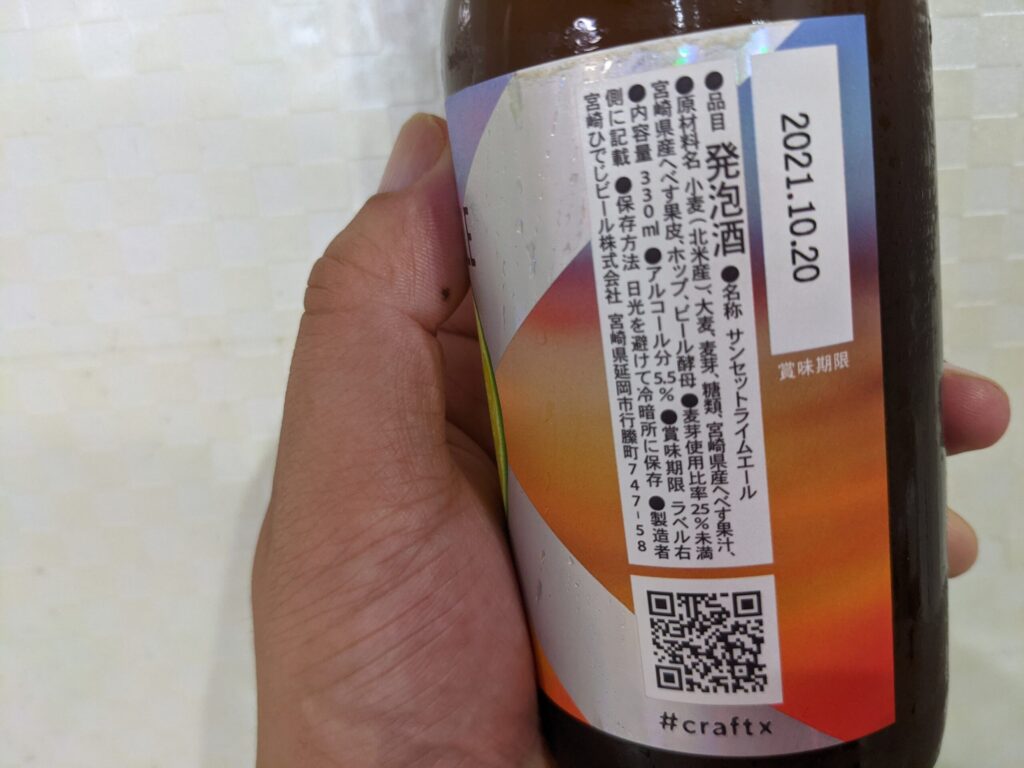 2021.10.20
賞味期限
●品目 発泡酒 ●名称 サンセットライムエール
●原材料名 小麦(北米産)、大麦、麦芽、糖類、宮崎県産へべす果汁、
宮崎県産へべす果皮、ホップ、ビール酵母 ●麦芽使用比率25%未満
●内容量 330ml ●アルコール分 5.5% ●賞味期限 ラベル右
側に記載 ●保存方法 日光を避けて冷暗所に保存 ●製造者
宮崎ひでじビール株式会社 宮崎県延岡市行縢町747-58
#craftx